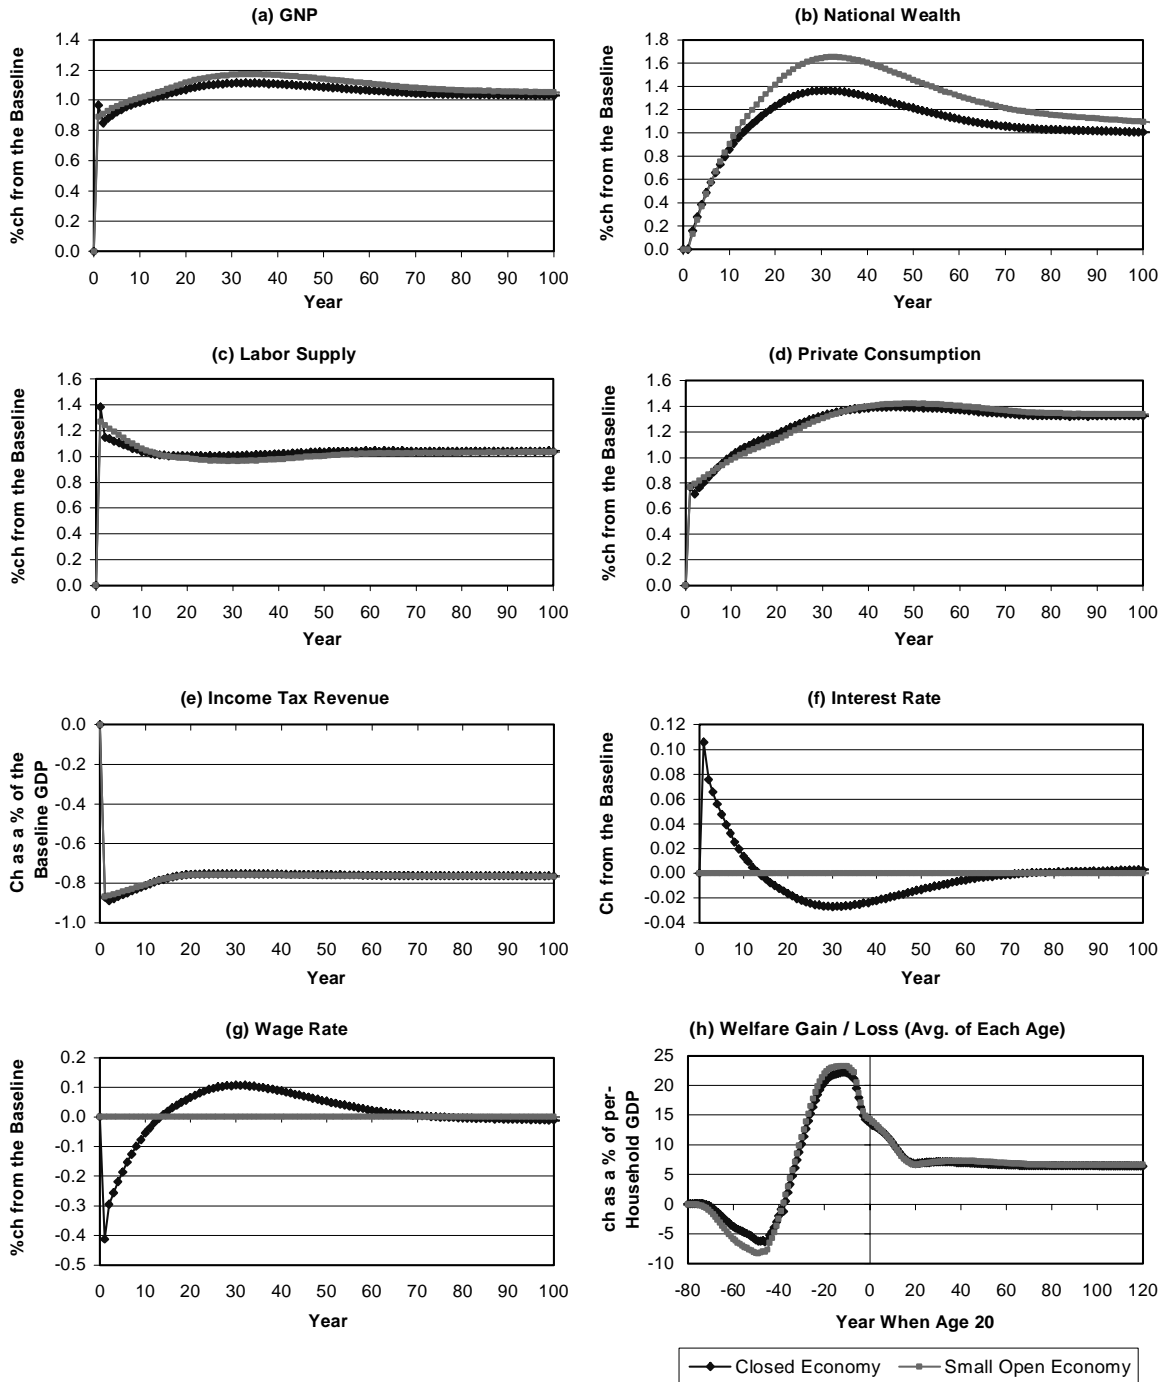 (a) GNP
%ch from the Baseline
1.4
1.2
1.0
0.8
0.6
0.4
0.2
0.0
0 10 20 30 40 50 60 70 80 90 100
Year
(b) National Wealth
%ch from the Baseline
1.8
1.6
1.4
1.2
1.0
0.8
0.6
0.4
0.2
0.0
0 10 20 30 40 50 60 70 80 90 100
Year
(c) Labor Supply
%ch from the Baseline
1.6
1.4
1.2
1.0
0.8
0.6
0.4
0.2
0.0
0 10 20 30 40 50 60 70 80 90 100
Year
(d) Private Consumption
%ch from the Baseline
1.6
1.4
1.2
1.0
0.8
0.6
0.4
0.2
0.0
0 10 20 30 40 50 60 70 80 90 100
Year
(e) Income Tax Revenue
Ch as a % of the
Baseline GDP
0.0
-0.2
-0.4
-0.6
-0.8
-1.0
0 10 20 30 40 50 60 70 80 90 100
Year
(f) Interest Rate
Ch from the Baseline
0.12
0.10
0.08
0.06
0.04
0.02
0.00
-0.02
-0.04
0 10 20 30 40 50 60 70 80 90 100
Year
(g) Wage Rate
%ch from the Baseline
0.2
0.1
0.0
-0.1
-0.2
-0.3
-0.4
-0.5
0 10 20 30 40 50 60 70 80 90 100
Year
(h) Welfare Gain / Loss (Avg. of Each Age)
ch as a % of per-
Household GDP
25
20
15
10
5
0
-5
-10
-80 -60 -40 -20 0 20 40 60 80 100 120
Year When Age 20
Closed Economy Small Open Economy